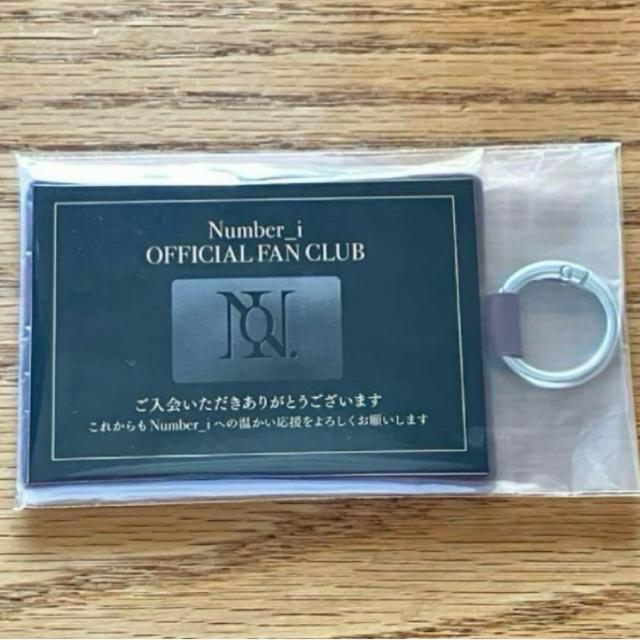 Number_i
OFFICIAL FAN CLUB
ご入会いただきありがとうございます
これからもNumber_iへの温かい応援をよろしくお願いします